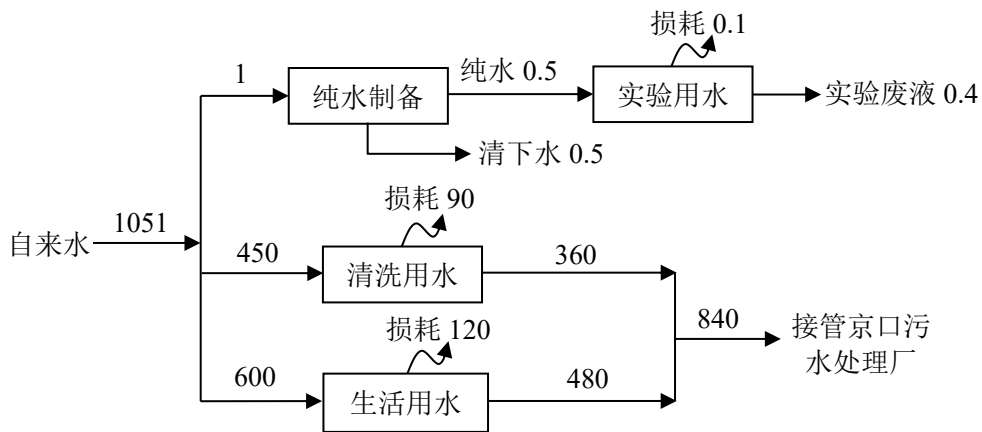 损耗 0.1
1
纯水制备
纯水 0.5
实验用水
实验废液 0.4
清下水 0.5
自来水
1051
损耗 90
450
清洗用水
360
840
接管京口污
水处理厂
损耗 120
600
生活用水
480